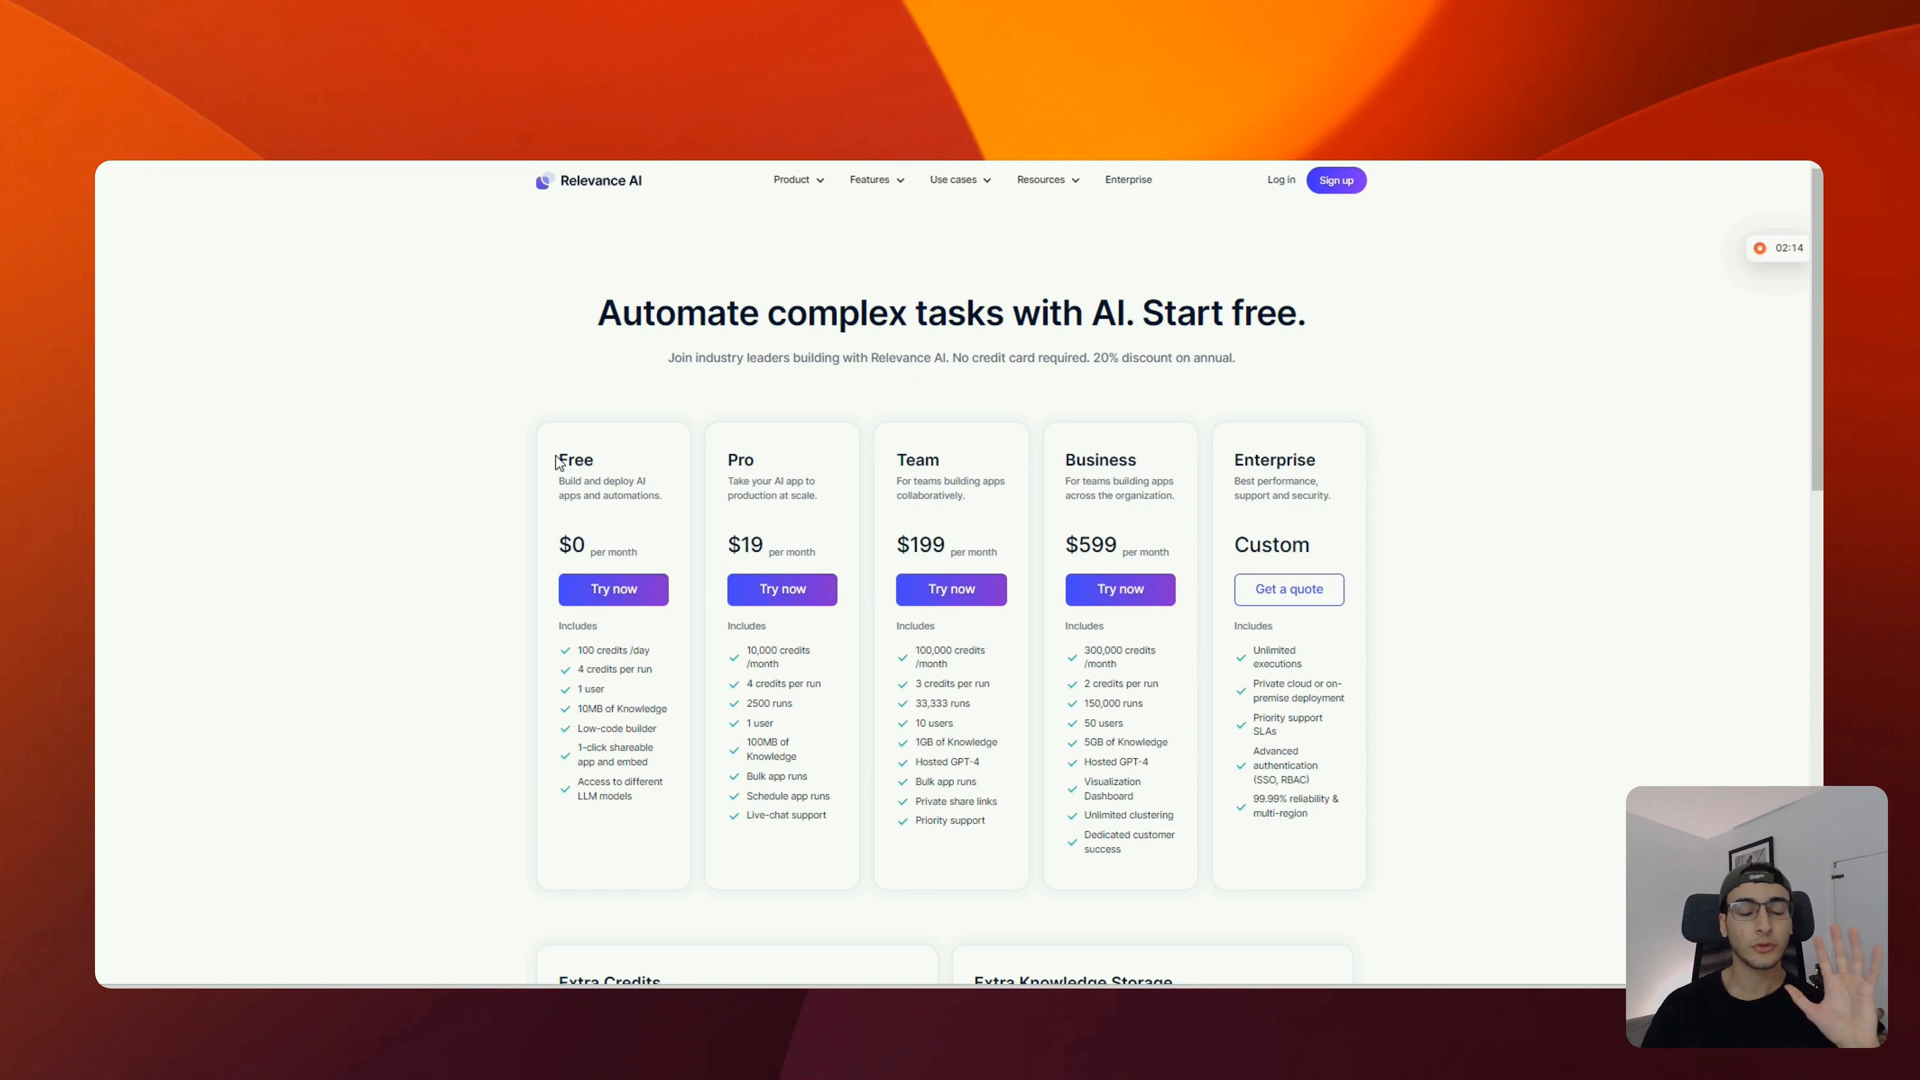 Relevance AI
Product
Features
Use cases
Resources
Enterprise
Log in
Sign up
02:14
Automate complex tasks with AI. Start free.
Join industry leaders building with Relevance AI. No credit card required. 20% discount on annual.
Free
Build and deploy AI
apps and automations.
$0 per month
Try now
Includes
100 credits /day
4 credits per run
1 user
10MB of Knowledge
Low-code builder
1-click shareable
app and embed
Access to different
LLM models
Pro
Take your AI app to
production at scale.
$19 per month
Try now
Includes
10,000 credits
/month
4 credits per run
2500 runs
1 user
100MB of
Knowledge
Bulk app runs
Schedule app runs
Live-chat support
Team
For teams building apps
collaboratively.
$199 per month
Try now
Includes
100,000 credits
/month
3 credits per run
33,333 runs
10 users
1GB of Knowledge
Hosted GPT-4
Bulk app runs
Private share links
Priority support
Business
For teams building apps
across the organization.
$599 per month
Try now
Includes
300,000 credits
/month
2 credits per run
150,000 runs
50 users
5GB of Knowledge
Hosted GPT-4
Visualization
Dashboard
Unlimited clustering
Dedicated customer
success
Enterprise
Best performance,
support and security.
Custom
Get a quote
Includes
Unlimited
executions
Private cloud or on-
premise deployment
Priority support
SLAs
Advanced
authentication
(SSO, RBAC)
99.99% reliability &
multi-region
Extra Credits
Extra Knowledge Storage